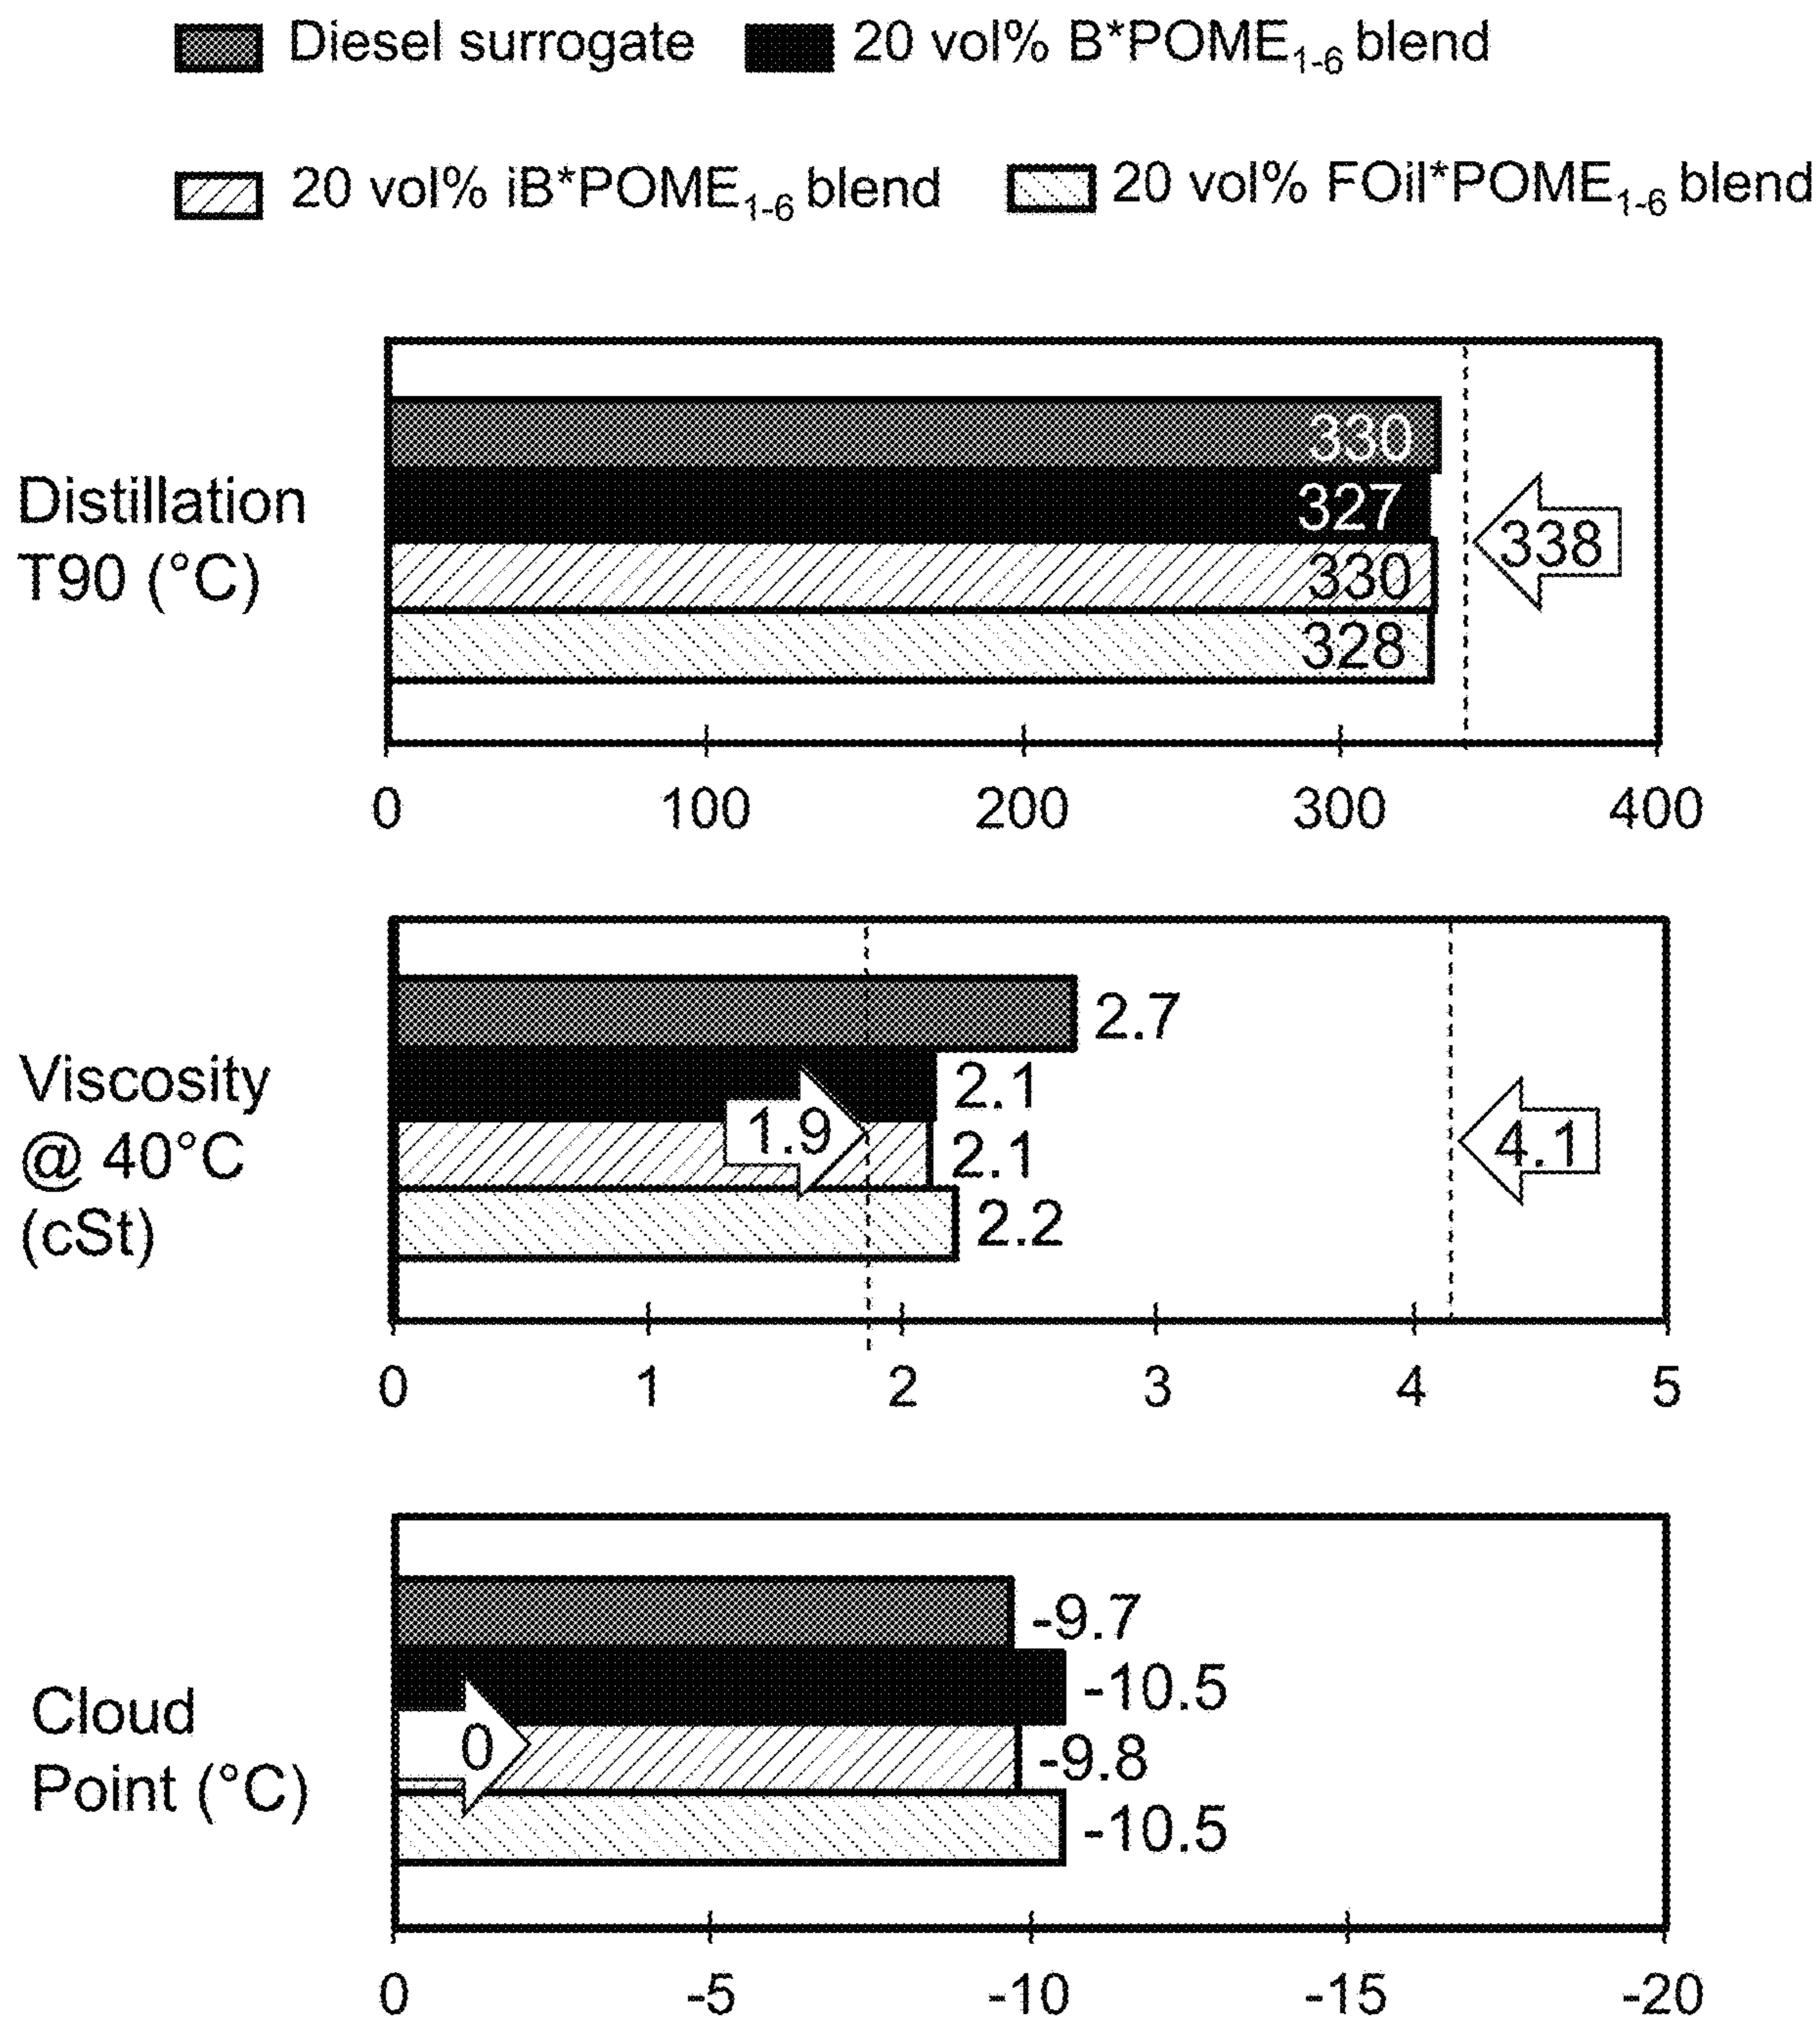 Diesel surrogate 20 vol% B*POME1-6 blend
20 vol% iB*POME1-6 blend 20 vol% FOil*POME1-6 blend
Distillation
T90 (°C)
330
327
330
328
338
0 100 200 300 400
Viscosity
@ 40°C
(cSt)
2.7
2.1
2.1
2.2
1.9
4.1
0 1 2 3 4 5
Cloud
Point (°C)
-9.7
-10.5
-9.8
-10.5
0
0 -5 -10 -15 -20